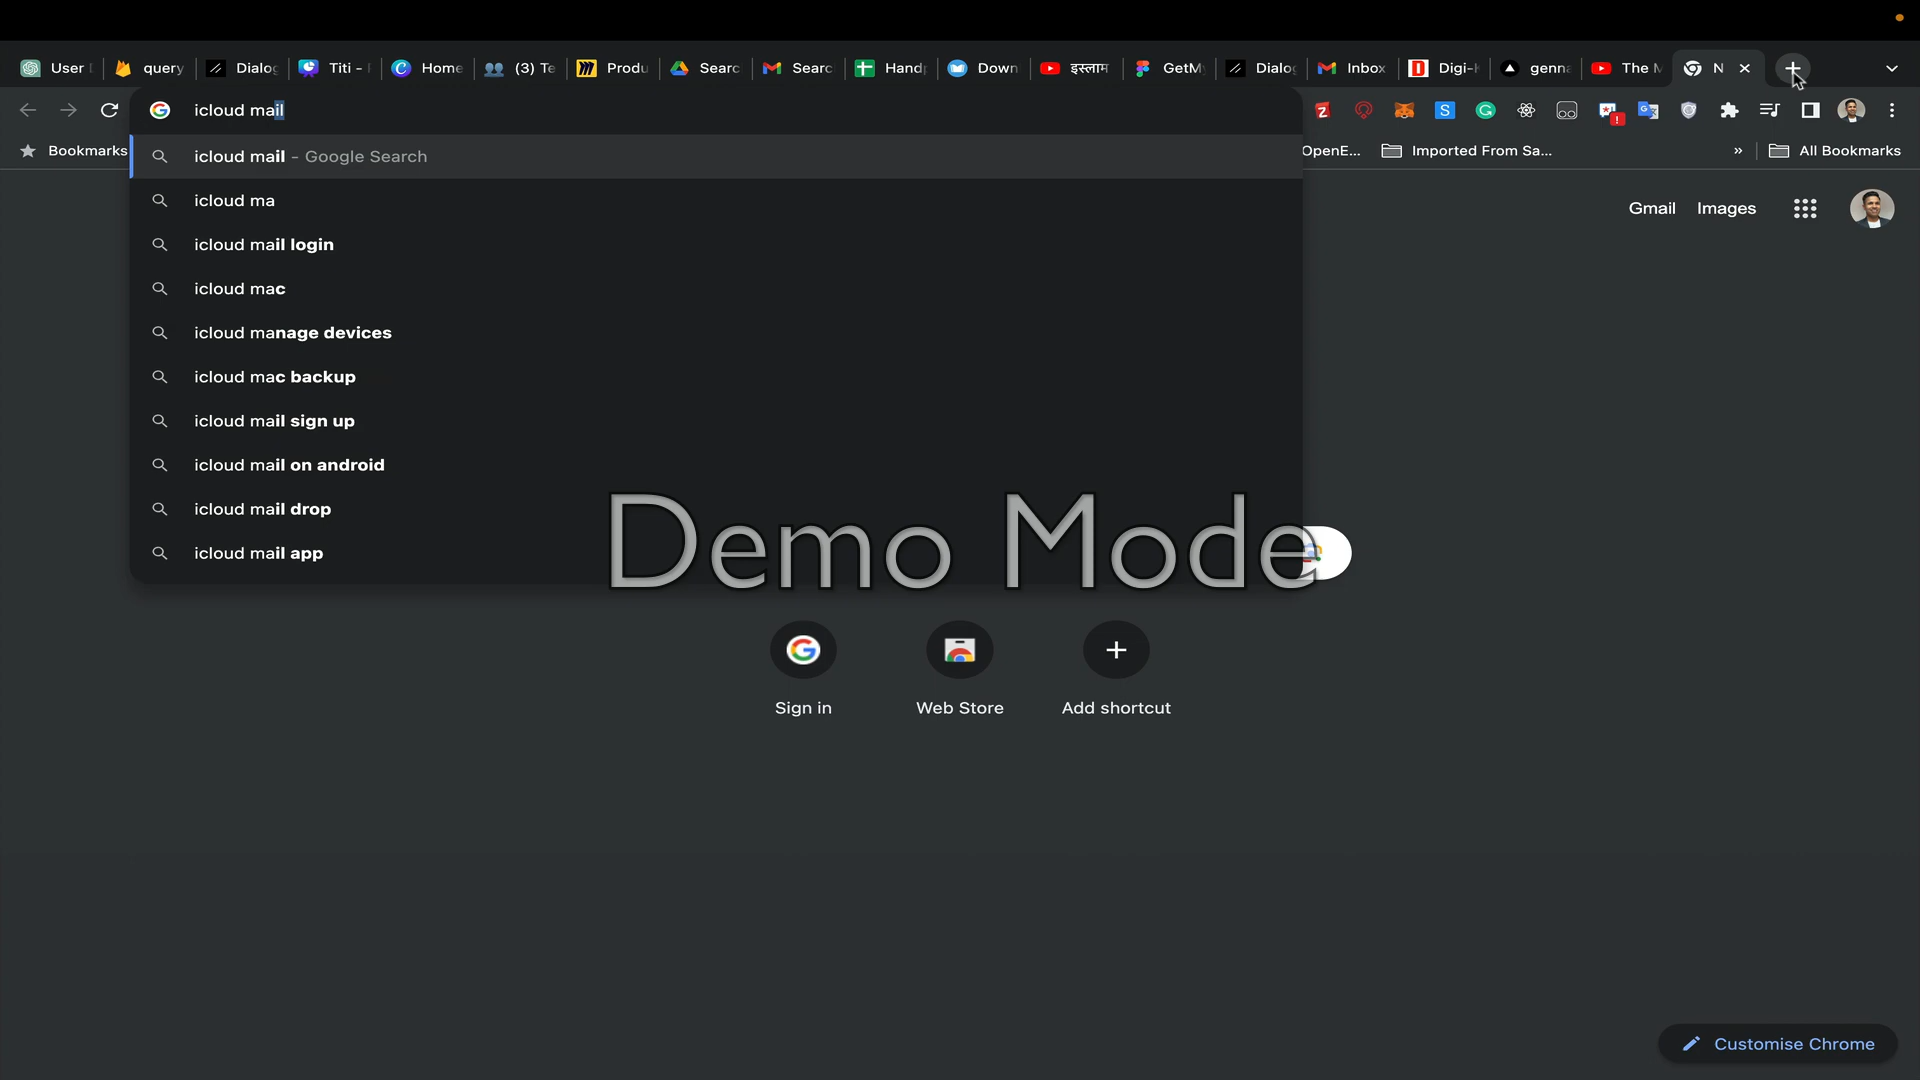 User query Dialog Titi - Home (3) Te Produ Searc Searc Hand Down इस्लाम GetMy Dialog Inbox Digi- genna The M N
icloud mail
Bookmarks OpenE... Imported From Sa... » All Bookmarks
icloud mail - Google Search
icloud ma
Gmail Images
icloud mail login
icloud mac
icloud manage devices
icloud mac backup
icloud mail sign up
icloud mail on android
icloud mail drop
icloud mail app
Demo Mode
Sign in Web Store Add shortcut
Customise Chrome